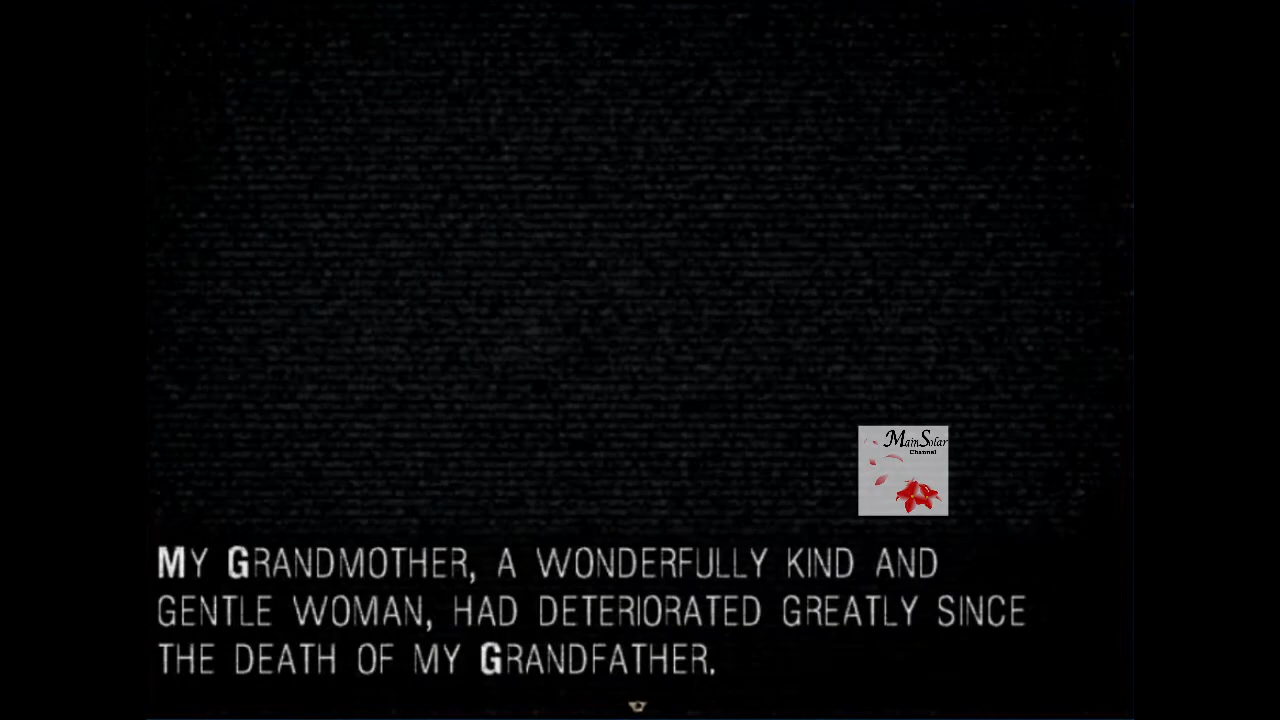 MainSolar
Channel
MY GRANDMOTHER, A WONDERFULLY KIND AND
GENTLE WOMAN, HAD DETERIORATED GREATLY SINCE
THE DEATH OF MY GRANDFATHER.